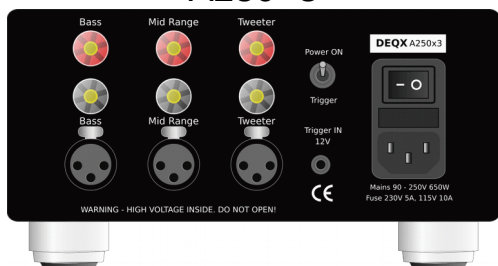 Bass Mid Range Tweeter
Power ON
DEQX A250x3
Trigger
Bass Mid Range Tweeter
Trigger IN
12V
CE
Mains 90 - 250V 650W
Fuse 230V 5A, 115V 10A
WARNING - HIGH VOLTAGE INSIDE. DO NOT OPEN!